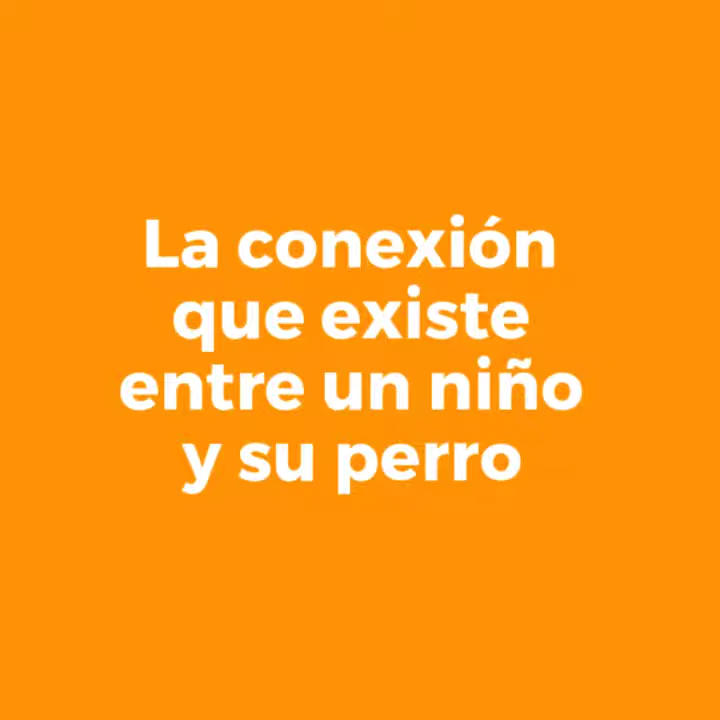 La conexión
que existe
entre un niño
y su perro